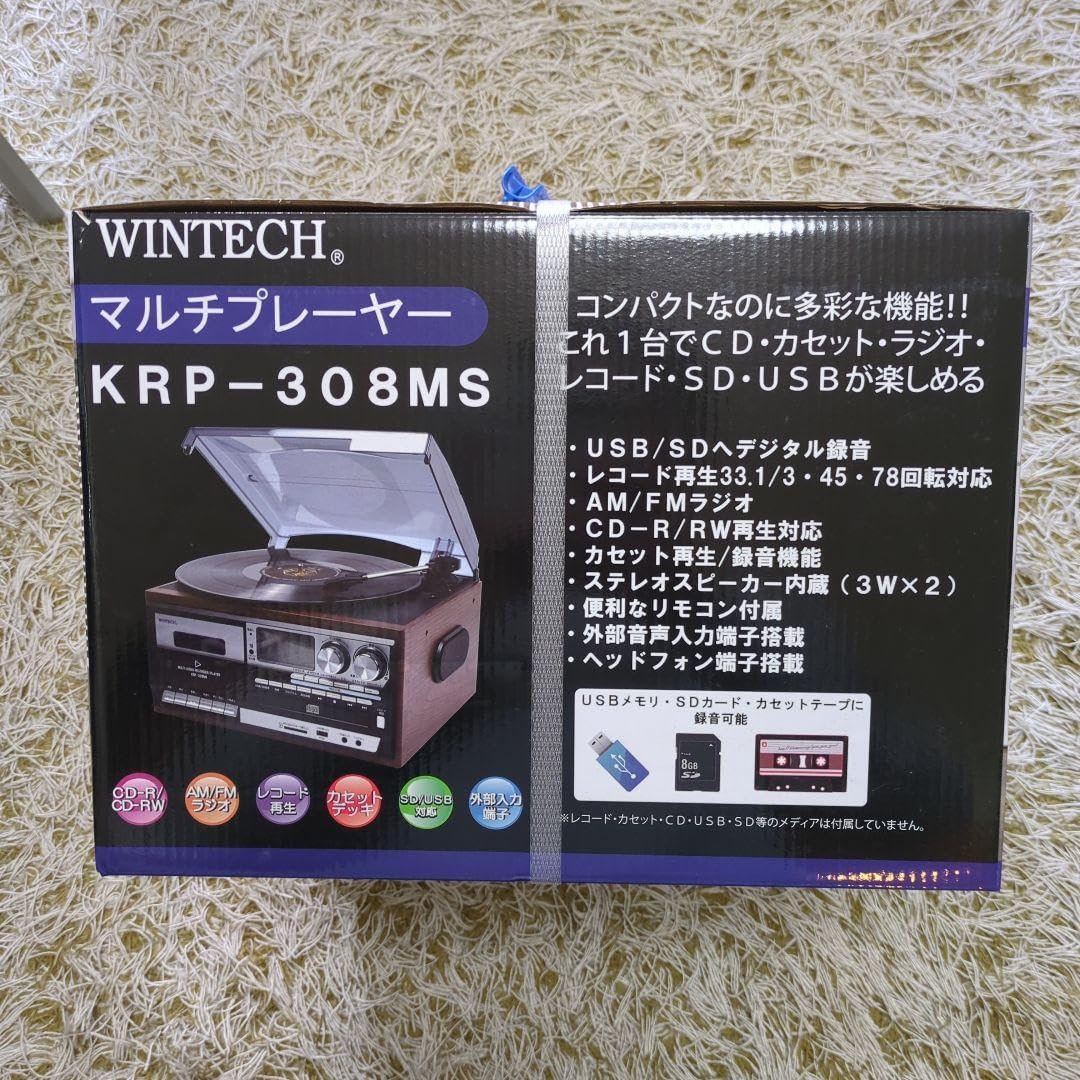 WINTECH®
マルチプレーヤー
KRP-308MS
コンパクトなのに多彩な機能!!
これ1台でCD・カセット・ラジオ・
レコード・SD・USBが楽しめる
・USB/SDへデジタル録音
・レコード再生33.1/3・45・78回転対応
・AM/FMラジオ
・CD-R/RW再生対応
・カセット再生/録音機能
・ステレオスピーカー内蔵(3W×2)
・便利なリモコン付属
・外部音声入力端子搭載
・ヘッドフォン端子搭載
USBメモリ・SDカード・カセットテープに
録音可能
8GB
SD
※レコード・カセット・CD・USB・SD等のメディアは付属していません。
WINTECH
CD-R/
CD-RW
AM/FM
ラジオ
レコード
再生
カセット
デッキ
SD/USB
対応
外部入力
端子